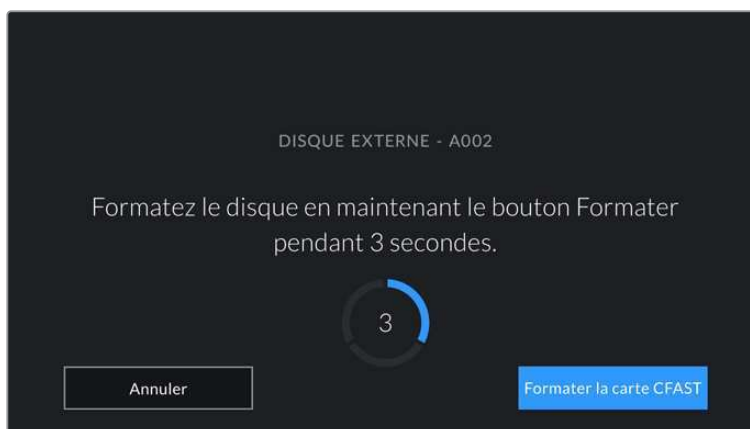 DISQUE EXTERNE - A002
Formatez le disque en maintenant le bouton Formater
pendant 3 secondes.
3
Annuler
Formater la carte CFAST